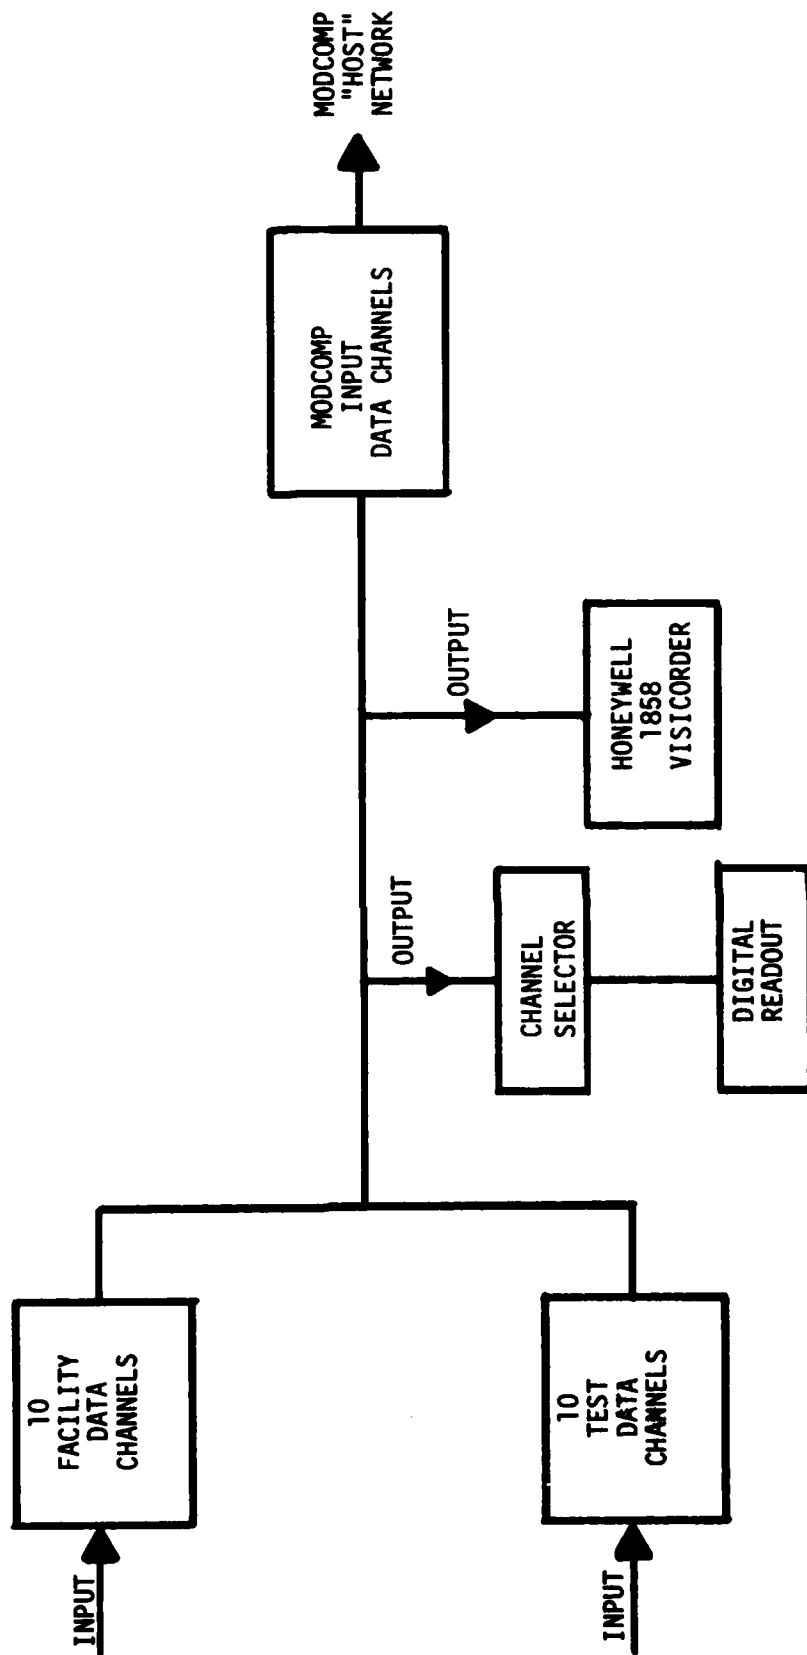 INPUT
10
FACILITY
DATA
CHANNELS
INPUT
10
TEST
DATA
CHANNELS
OUTPUT
CHANNEL
SELECTOR
DIGITAL
READOUT
OUTPUT
HONEYWELL
1858
VISICORDER
MODCOMP
INPUT
DATA CHANNELS
MODCOMP
"HOST"
NETWORK